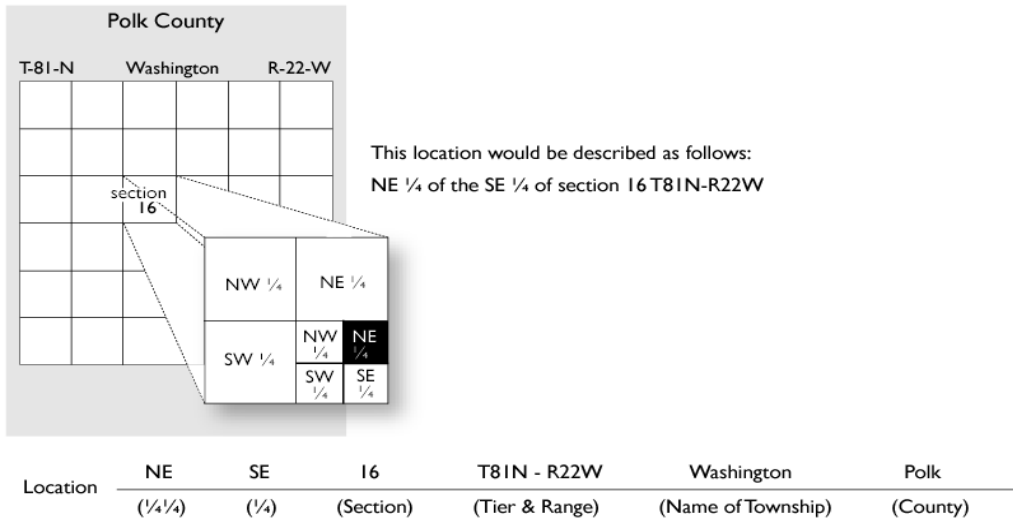 Polk County
T-81-N Washington R-22-W
This location would be described as follows:
NE ¼ of the SE ¼ of section 16 T81N-R22W
section
16
NW ¼ NE ¼
SW ¼
NW
¼
NE
¼
SW
¼
SE
¼
Location
NE SE 16 T81N - R22W Washington Polk
(¼¼) (¼) (Section) (Tier & Range) (Name of Township) (County)